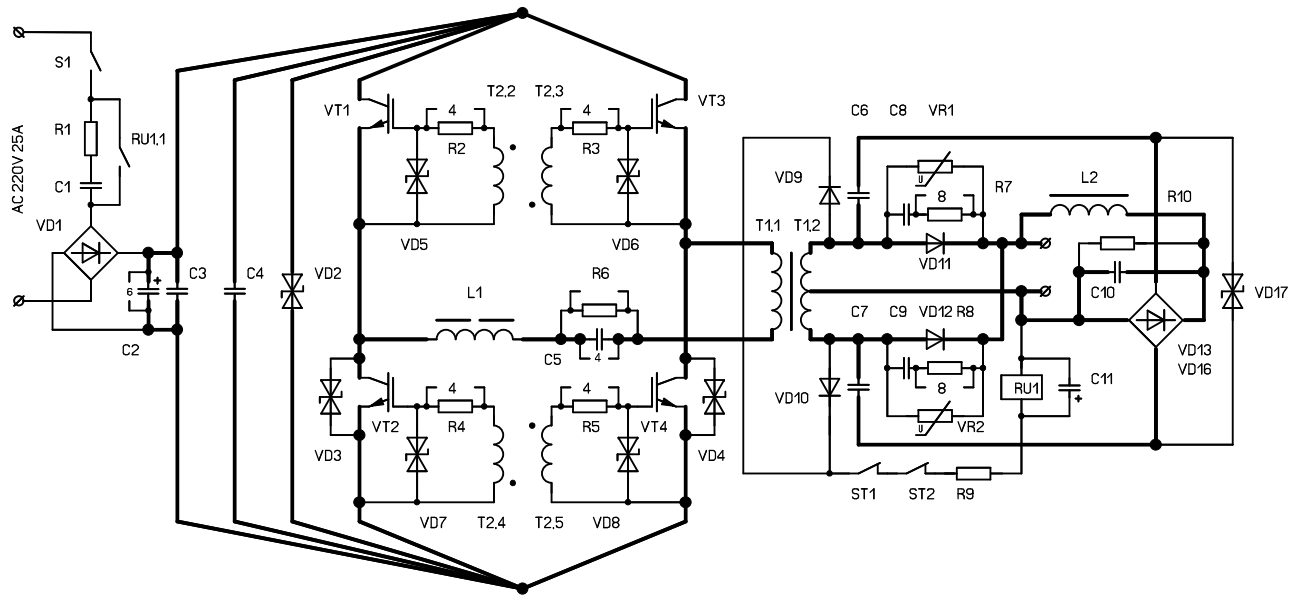 AC 220V 25A
S1
R1
RU1.1
C1
VD1
6
+
C2
C3
C4
VD2
VT1
4
R2
T2.2
T2.3
4
R3
VT3
VD5
VD6
L1
R6
C5
4
VT2
4
R4
4
R5
VT4
VD3
VD4
VD7
T2.4
T2.5
VD8
T1.1
T1.2
VD9
C6
C8
VR1
U
8
R7
VD11
L2
R10
C10
C7
C9
VD12
R8
VD10
8
U
VR2
RU1
C11
+
VD13
VD16
VD17
ST1
ST2
R9